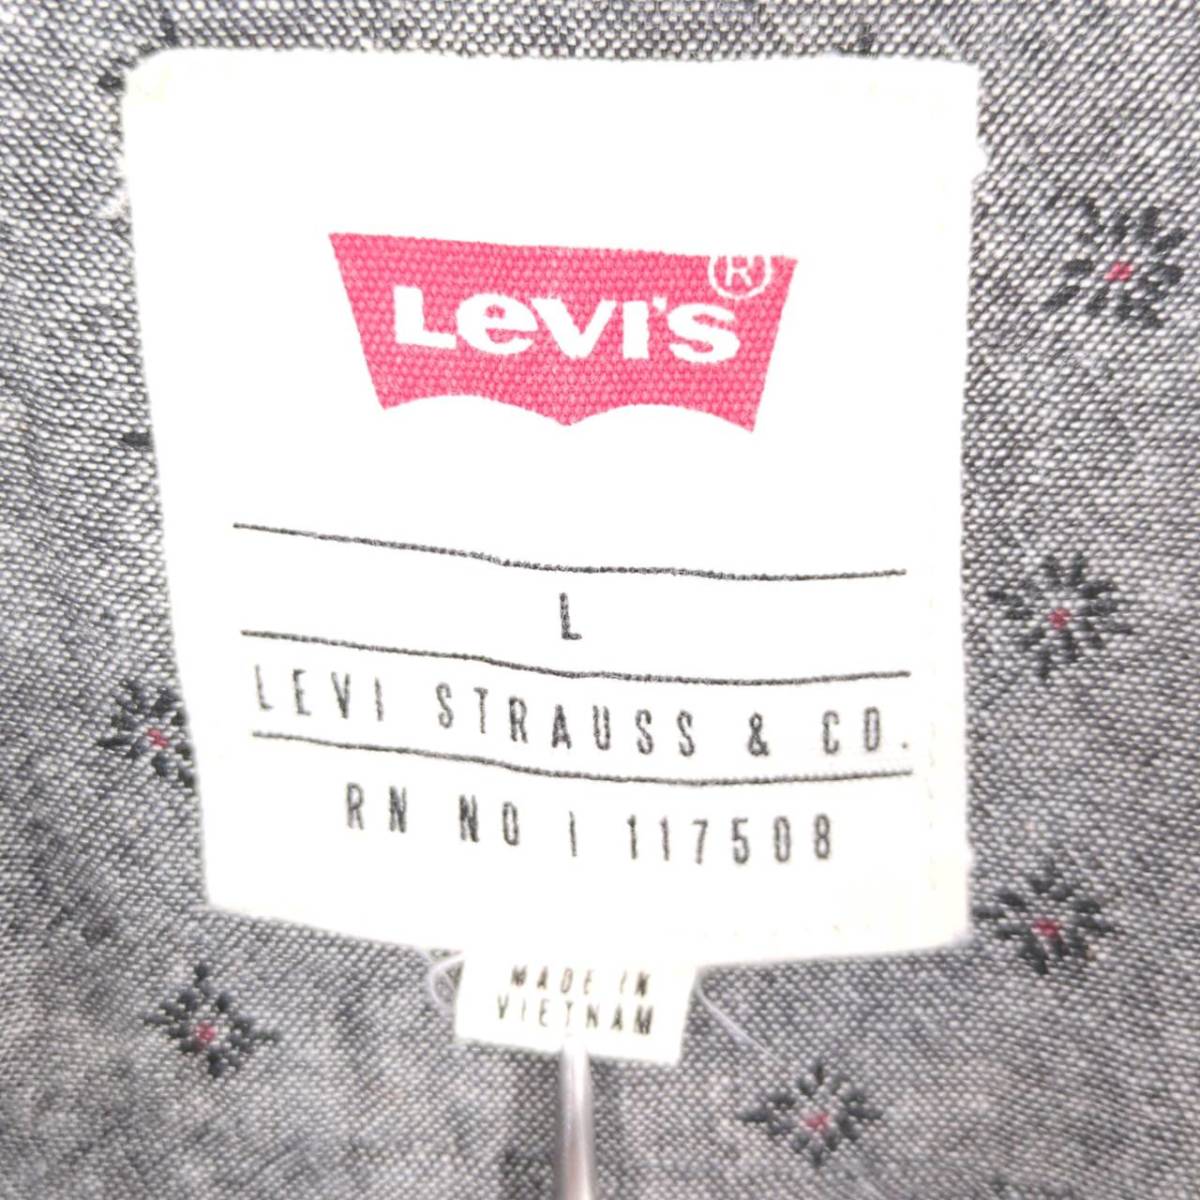 Levi's®
L
LEVI STRAUSS & CO.
RN NO | 117508
MADE IN
VIETNAM